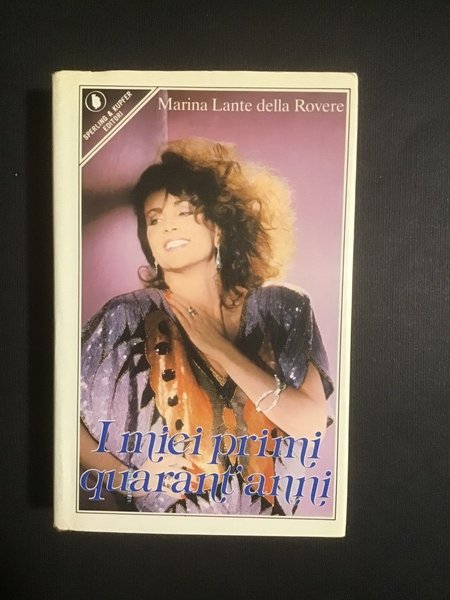 SPERLING & KUPFER
EDITORI
Marina Lante della Rovere
I miei primi
quarant'anni